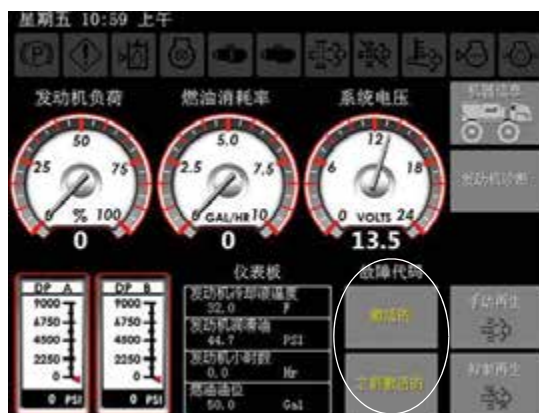 星期五 10:59 上午
发动机负荷
燃油消耗率
系统电压
机器信息
50
25
75
0
% 100
0
5.0
2.5
7.5
0
GAL/HR 10
0
12
6
18
0 VOLTS 24
13.5
发动机诊断
仪表板
故障代码
DP A
9000
6750
4500
2250
0
0 PSI
DP B
9000
6750
4500
2250
0
0 PSI
发动机冷却液温度
32.0 F
发动机润滑油
44.7 PSI
发动机小时数
0.0 Hr
燃油油位
50.0 Gal
激活的
之前激活的
手动再生
抑制再生